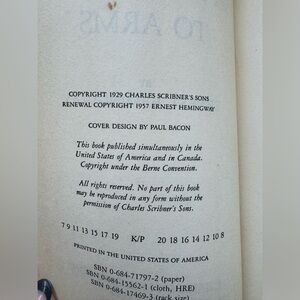 TO ARMS
COPYRIGHT 1929 CHARLES SCRIBNER'S SONS
RENEWAL COPYRIGHT 1957 ERNEST HEMINGWAY
COVER DESIGN BY PAUL BACON
This book published simultaneously in the
United States of America and in Canada.
Copyright under the Berne Convention.
All rights reserved. No part of this book
may be reproduced in any form without the
permission of Charles Scribner's Sons.
7 9 11 13 15 17 19 K/P 20 18 16 14 12 10 8
PRINTED IN THE UNITED STATES OF AMERICA
SBN 0-684-71797-2 (paper)
SBN 0-684-15562-1 (cloth, HRE)
SBN 0-684-17469-3 (rack size)